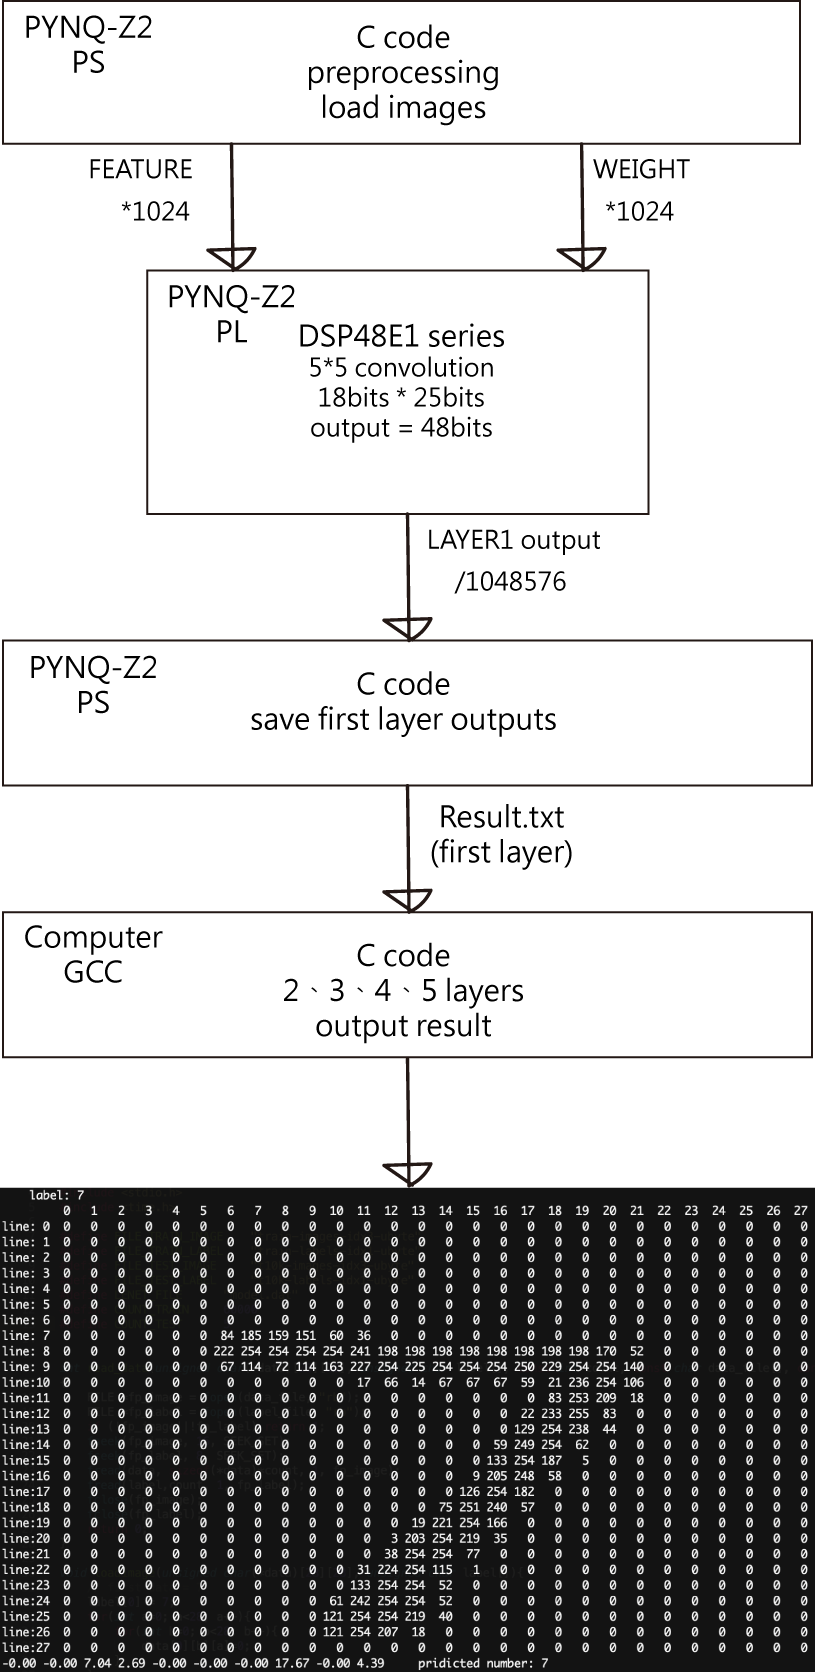 PYNQ-Z2
PS
C code
preprocessing
load images
FEATURE
*1024
WEIGHT
*1024
PYNQ-Z2
PL
DSP48E1 series
5*5 convolution
18bits * 25bits
output = 48bits
LAYER1 output
/1048576
PYNQ-Z2
PS
C code
save first layer outputs
Result.txt
(first layer)
Computer
GCC
C code
2、3、4、5 layers
output result
label: 7
0 1 2 3 4 5 6 7 8 9 10 11 12 13 14 15 16 17 18 19 20 21 22 23 24 25 26 27
line: 0 0 0 0 0 0 0 0 0 0 0 0 0 0 0 0 0 0 0 0 0 0 0 0 0 0 0 0 0
line: 1 0 0 0 0 0 0 0 0 0 0 0 0 0 0 0 0 0 0 0 0 0 0 0 0 0 0 0 0
line: 2 0 0 0 0 0 0 0 0 0 0 0 0 0 0 0 0 0 0 0 0 0 0 0 0 0 0 0 0
line: 3 0 0 0 0 0 0 0 0 0 0 0 0 0 0 0 0 0 0 0 0 0 0 0 0 0 0 0 0
line: 4 0 0 0 0 0 0 0 0 0 0 0 0 0 0 0 0 0 0 0 0 0 0 0 0 0 0 0 0
line: 5 0 0 0 0 0 0 0 0 0 0 0 0 0 0 0 0 0 0 0 0 0 0 0 0 0 0 0 0
line: 6 0 0 0 0 0 0 0 0 0 0 0 0 0 0 0 0 0 0 0 0 0 0 0 0 0 0 0 0
line: 7 0 0 0 0 0 0 84 185 159 151 60 36 0 0 0 0 0 0 0 0 0 0 0 0 0 0 0 0
line: 8 0 0 0 0 0 0 222 254 254 254 254 241 198 198 198 198 198 198 198 198 170 52 0 0 0 0 0 0
line: 9 0 0 0 0 0 0 67 114 72 114 163 227 254 225 254 254 254 250 229 254 254 140 0 0 0 0 0 0
line:10 0 0 0 0 0 0 0 0 0 0 0 17 66 14 67 67 67 59 21 236 254 106 0 0 0 0 0 0
line:11 0 0 0 0 0 0 0 0 0 0 0 0 0 0 0 0 0 0 83 253 209 18 0 0 0 0 0 0
line:12 0 0 0 0 0 0 0 0 0 0 0 0 0 0 0 0 0 22 233 255 83 0 0 0 0 0 0 0
line:13 0 0 0 0 0 0 0 0 0 0 0 0 0 0 0 0 0 129 254 238 44 0 0 0 0 0 0 0
line:14 0 0 0 0 0 0 0 0 0 0 0 0 0 0 0 0 59 249 254 62 0 0 0 0 0 0 0 0
line:15 0 0 0 0 0 0 0 0 0 0 0 0 0 0 0 0 133 254 187 5 0 0 0 0 0 0 0 0
line:16 0 0 0 0 0 0 0 0 0 0 0 0 0 0 0 9 205 248 58 0 0 0 0 0 0 0 0 0
line:17 0 0 0 0 0 0 0 0 0 0 0 0 0 0 0 126 254 182 0 0 0 0 0 0 0 0 0 0
line:18 0 0 0 0 0 0 0 0 0 0 0 0 0 0 75 251 240 57 0 0 0 0 0 0 0 0 0 0
line:19 0 0 0 0 0 0 0 0 0 0 0 0 0 19 221 254 166 0 0 0 0 0 0 0 0 0 0 0
line:20 0 0 0 0 0 0 0 0 0 0 0 0 3 203 254 219 35 0 0 0 0 0 0 0 0 0 0 0
line:21 0 0 0 0 0 0 0 0 0 0 0 0 38 254 254 77 0 0 0 0 0 0 0 0 0 0 0 0
line:22 0 0 0 0 0 0 0 0 0 0 0 31 224 254 115 1 0 0 0 0 0 0 0 0 0 0 0 0
line:23 0 0 0 0 0 0 0 0 0 0 0 133 254 254 52 0 0 0 0 0 0 0 0 0 0 0 0 0
line:24 0 0 0 0 0 0 0 0 0 0 61 242 254 254 52 0 0 0 0 0 0 0 0 0 0 0 0 0
line:25 0 0 0 0 0 0 0 0 0 0 121 254 254 219 40 0 0 0 0 0 0 0 0 0 0 0 0 0
line:26 0 0 0 0 0 0 0 0 0 0 121 254 207 18 0 0 0 0 0 0 0 0 0 0 0 0 0 0
line:27 0 0 0 0 0 0 0 0 0 0 0 0 0 0 0 0 0 0 0 0 0 0 0 0 0 0 0 0
-0.00 -0.00 7.04 2.69 -0.00 -0.00 -0.00 17.67 -0.00 4.39 pridicted number: 7